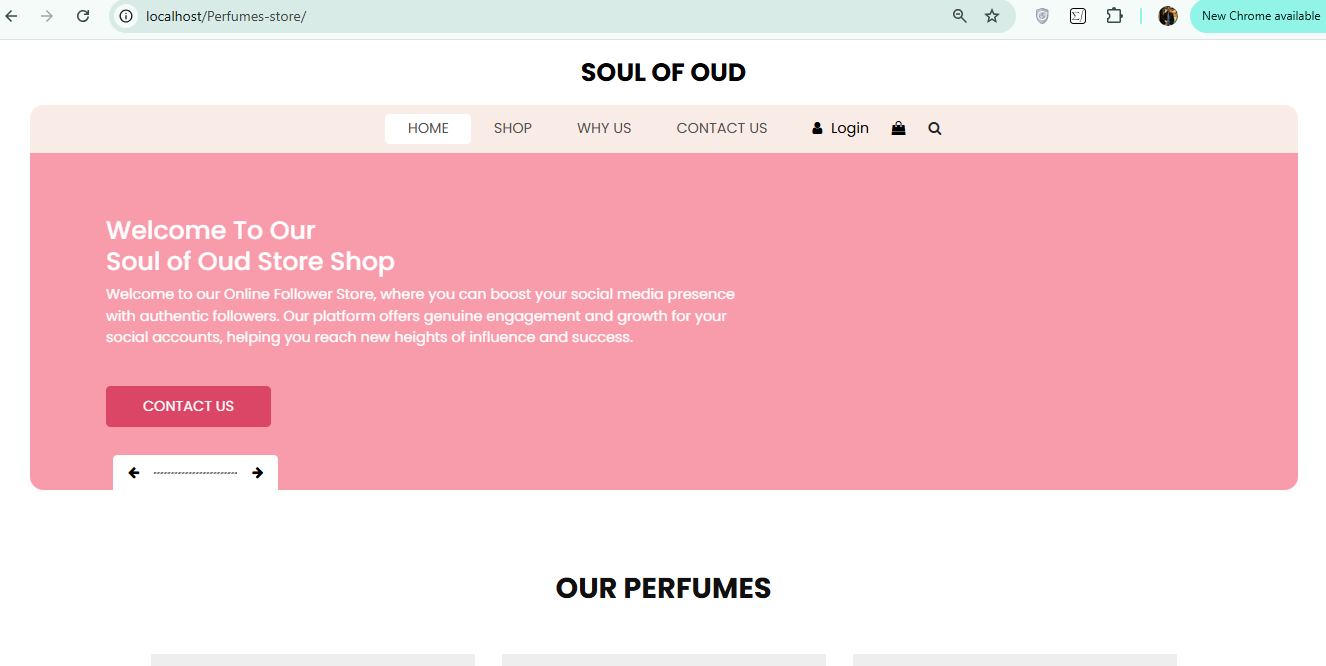 localhost/Perfumes-store/
New Chrome available
SOUL OF OUD
HOME SHOP WHY US CONTACT US Login
Welcome To Our
Soul of Oud Store Shop
Welcome to our Online Follower Store, where you can boost your social media presence
with authentic followers. Our platform offers genuine engagement and growth for your
social accounts, helping you reach new heights of influence and success.
CONTACT US
OUR PERFUMES